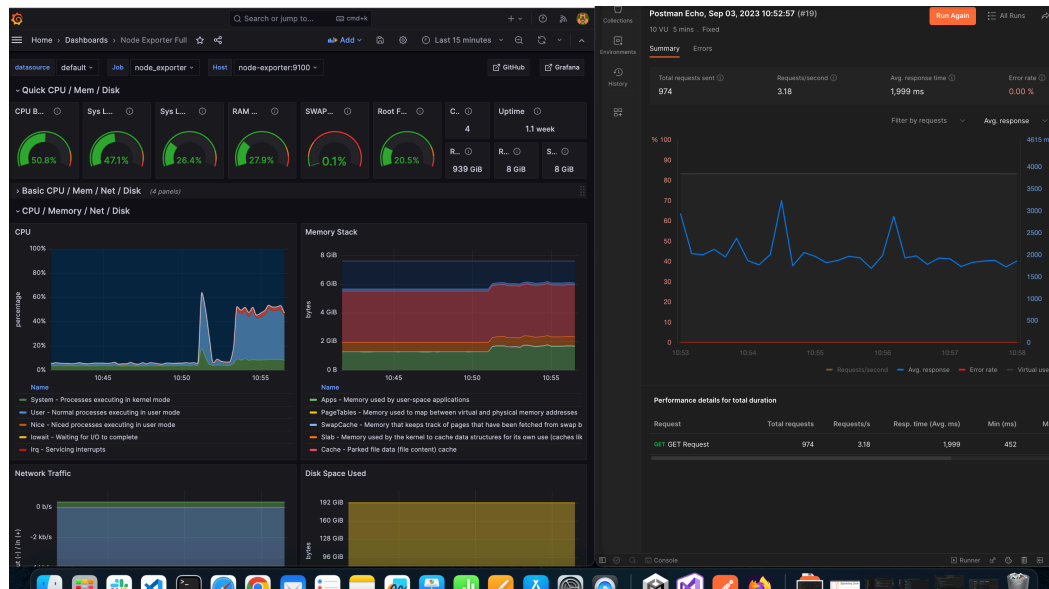 Search or jump to... cmd+k
Home > Dashboards > Node Exporter Full
Add
Last 15 minutes
datasource default Job node_exporter Host node-exporter:9100 GitHub Grafana
Quick CPU / Mem / Disk
CPU B... Sys L... Sys L... RAM ... SWAP... Root F... C... Uptime
50.8% 47.1% 26.4% 27.9% 0.1% 20.5%
4 1.1 week
R... R... S...
939 GiB 8 GiB 8 GiB
Basic CPU / Mem / Net / Disk (4 panels)
CPU / Memory / Net / Disk
CPU
percentage
100%
80%
60%
40%
20%
0%
10:45 10:50 10:55
Name
System - Processes executing in kernel mode
User - Normal processes executing in user mode
Nice - Niced processes executing in user mode
Iowait - Waiting for I/O to complete
Irq - Servicing interrupts
Memory Stack
bytes
8 GiB
6 GiB
4 GiB
2 GiB
0 B
10:45 10:50 10:55
Name
Apps - Memory used by user-space applications
PageTables - Memory used to map between virtual and physical memory addresses
SwapCache - Memory that keeps track of pages that have been fetched from swap b
Slab - Memory used by the kernel to cache data structures for its own use (caches lik
Cache - Parked file data (file content) cache
Network Traffic
0 b/s
-2 kb/s
ut (-) / in (+)
Disk Space Used
bytes
192 GiB
160 GiB
128 GiB
96 GiB
Collections
Environments
History
Postman Echo, Sep 03, 2023 10:52:57 (#19)
Run Again All Runs
10 VU 5 mins . Fixed
Summary Errors
Total requests sent Requests/second Avg. response time Error rate
974 3.18 1,999 ms 0.00 %
Filter by requests Avg. response
% 100
90
80
70
60
50
40
30
20
10
0
4615 m
4000
3500
3000
2500
2000
1500
1000
500
0
10:53 10:54 10:55 10:56 10:57 10:58
Requests/second Avg. response Error rate Virtual use
Performance details for total duration
Request Total requests Requests/s Resp. time (Avg. ms) Min (ms) M
GET GET Request 974 3.18 1,999 452
Console
Runner